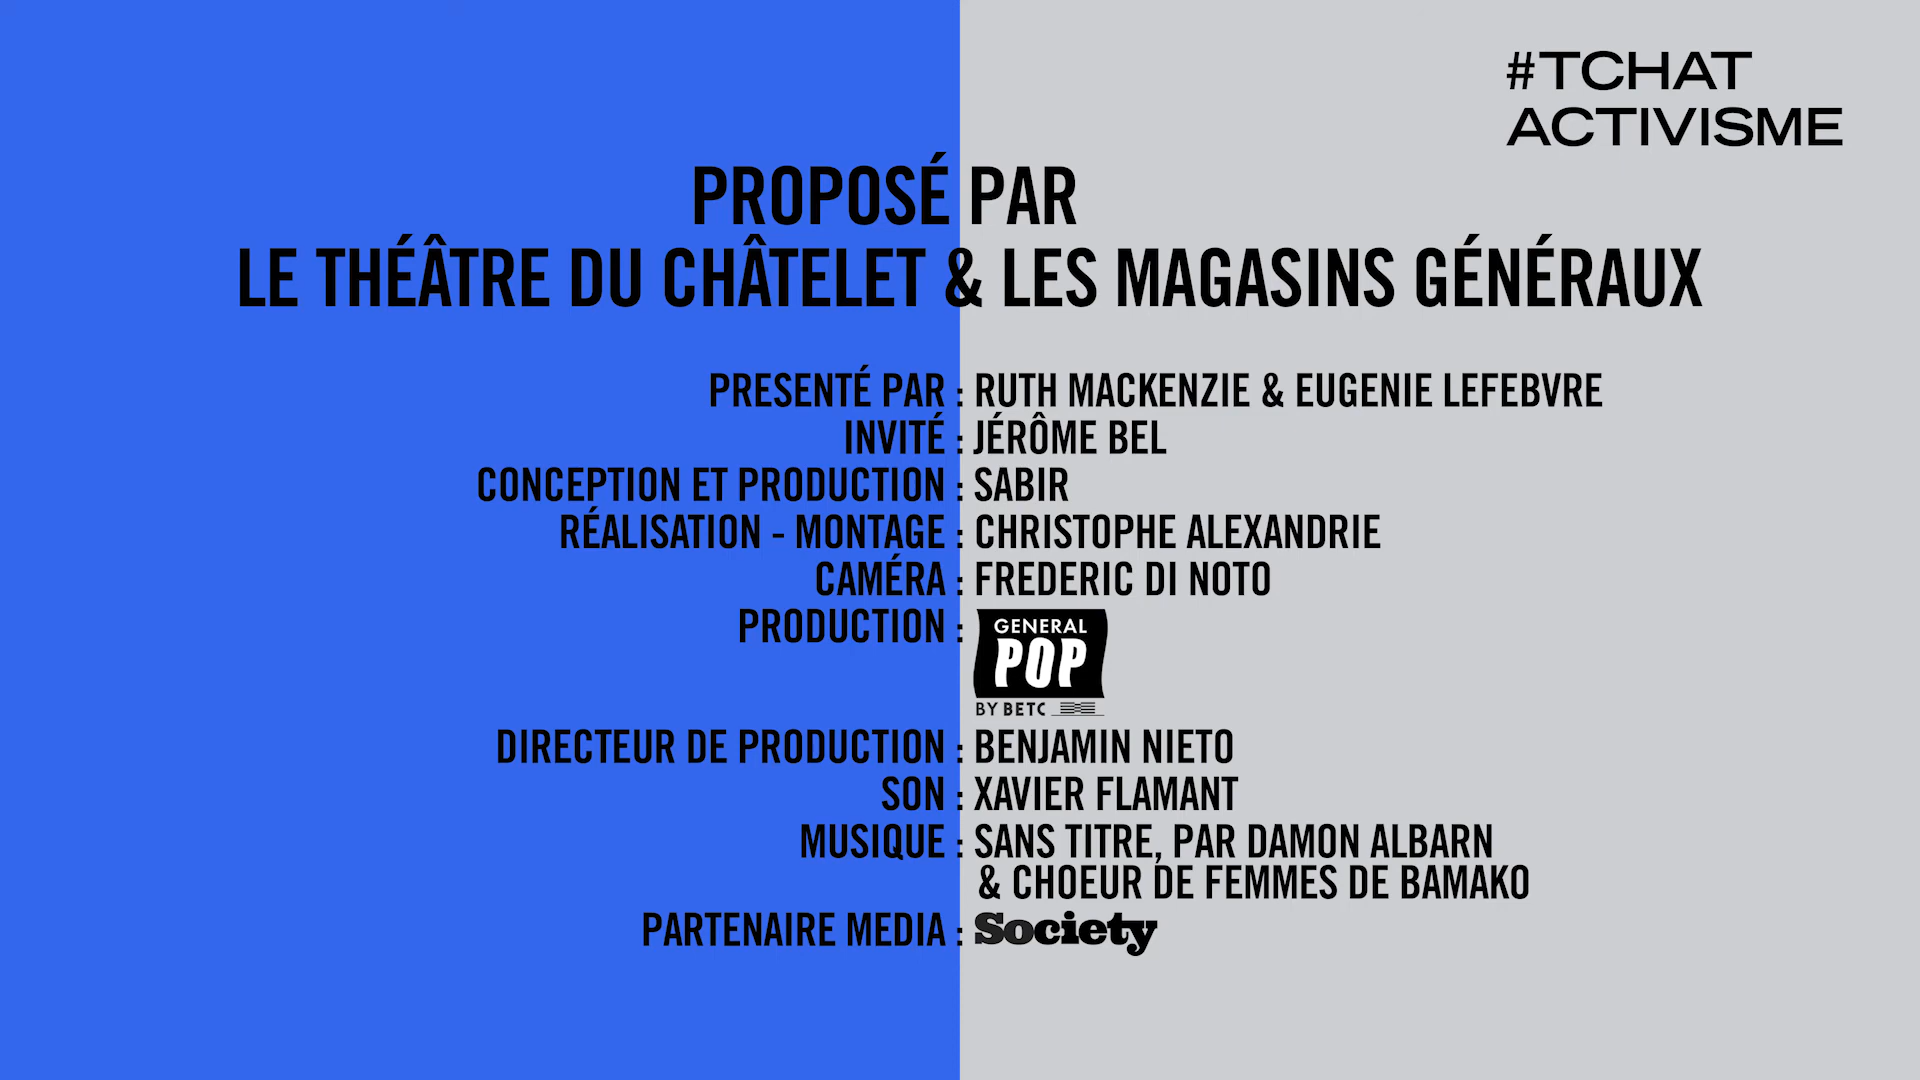 #TCHAT
ACTIVISME
PROPOSÉ PAR
LE THÉÂTRE DU CHÂTELET & LES MAGASINS GÉNÉRAUX
PRESENTÉ PAR : RUTH MACKENZIE & EUGENIE LEFEBVRE
INVITÉ : JÉRÔME BEL
CONCEPTION ET PRODUCTION : SABIR
RÉALISATION - MONTAGE : CHRISTOPHE ALEXANDRIE
CAMÉRA : FREDERIC DI NOTO
PRODUCTION :
GENERAL
POP
BY BETC
DIRECTEUR DE PRODUCTION : BENJAMIN NIETO
SON : XAVIER FLAMANT
MUSIQUE : SANS TITRE, PAR DAMON ALBARN
& CHOEUR DE FEMMES DE BAMAKO
PARTENAIRE MEDIA : Society